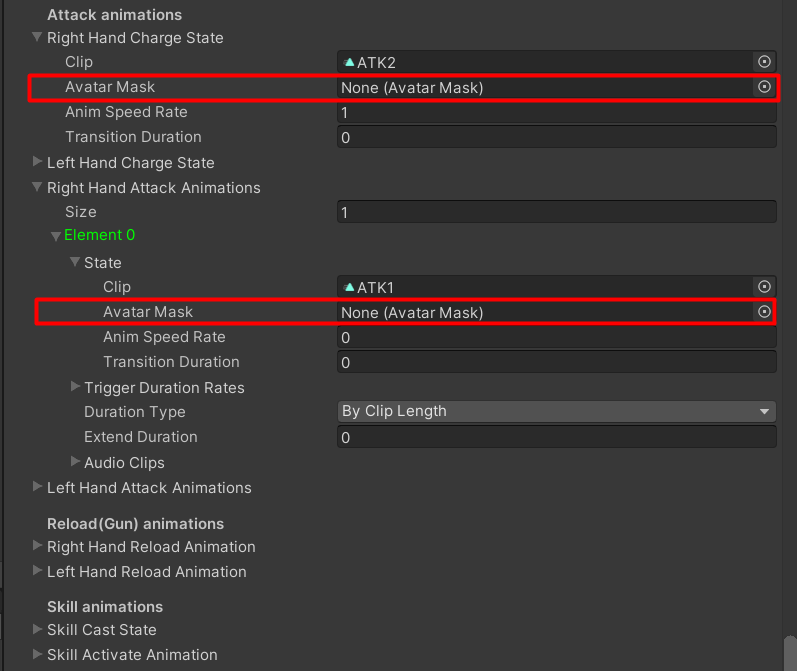 Attack animations
Right Hand Charge State
Clip ATK2
Avatar Mask None (Avatar Mask)
Anim Speed Rate 1
Transition Duration 0
Left Hand Charge State
Right Hand Attack Animations
Size 1
Element 0
State
Clip ATK1
Avatar Mask None (Avatar Mask)
Anim Speed Rate 0
Transition Duration 0
Trigger Duration Rates
Duration Type By Clip Length
Extend Duration 0
Audio Clips
Left Hand Attack Animations
Reload(Gun) animations
Right Hand Reload Animation
Left Hand Reload Animation
Skill animations
Skill Cast State
Skill Activate Animation